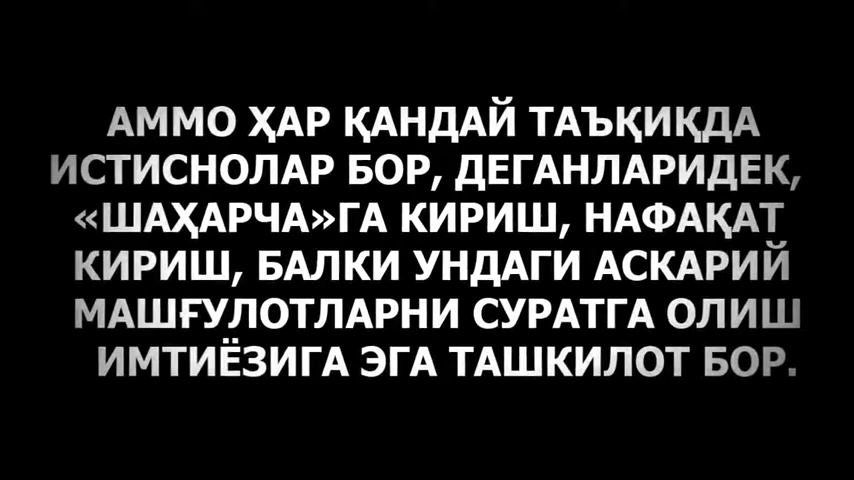 АММО ҲАР ҚАНДАЙ ТАЪҚИҚДА
ИСТИСНОЛАР БОР, ДЕГАНЛАРИДЕК,
«ШАҲАРЧА»ГА КИРИШ, НАФАҚАТ
КИРИШ, БАЛКИ УНДАГИ АСКАРИЙ
МАШҒУЛОТЛАРНИ СУРАТГА ОЛИШ
ИМТИЁЗИГА ЭГА ТАШКИЛОТ БОР.